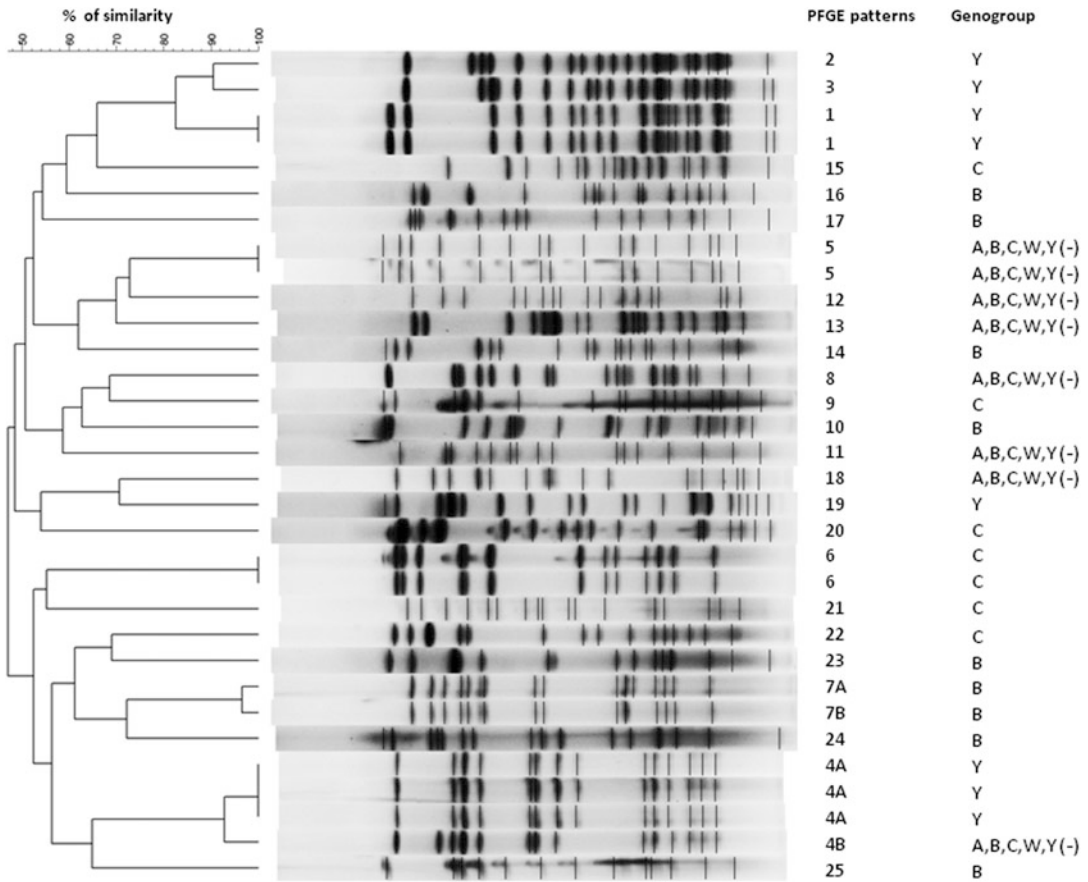 % of similarity PFGE patterns Genogroup
50 60 70 80 90 100
2 Y
3 Y
1 Y
1 Y
15 C
16 B
17 B
5 A,B,C,W,Y(-)
5 A,B,C,W,Y(-)
12 A,B,C,W,Y(-)
13 A,B,C,W,Y(-)
14 B
8 A,B,C,W,Y(-)
9 C
10 B
11 A,B,C,W,Y(-)
18 A,B,C,W,Y(-)
19 Y
20 C
6 C
6 C
21 C
22 C
23 B
7A B
7B B
24 B
4A Y
4A Y
4A Y
4B A,B,C,W,Y(-)
25 B